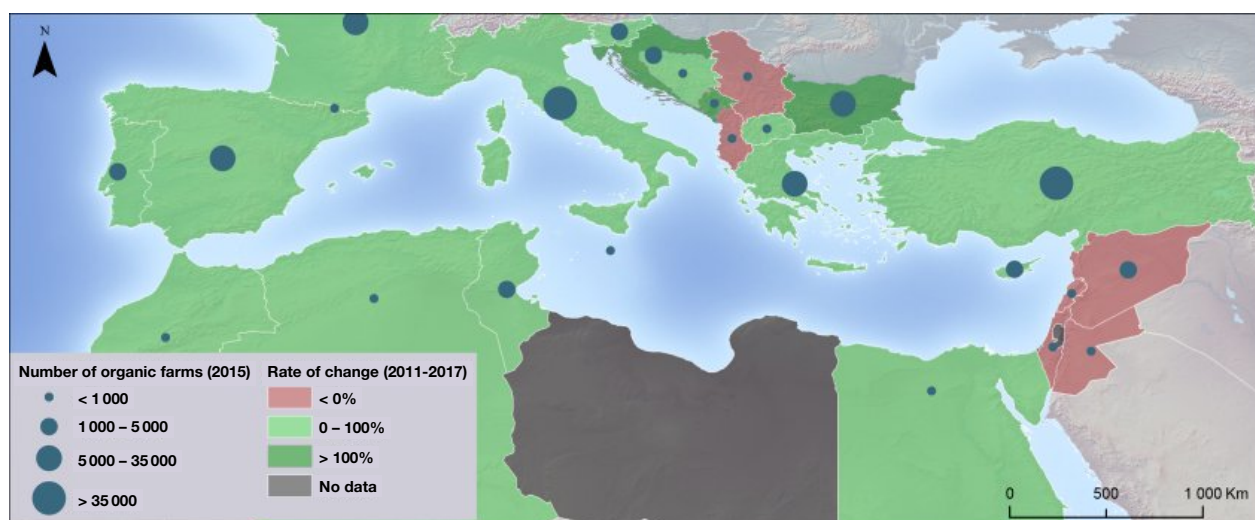 N
Number of organic farms (2015)
< 1 000
1 000 – 5 000
5 000 – 35 000
> 35 000
Rate of change (2011-2017)
< 0%
0 – 100%
> 100%
No data
0 500 1 000 Km